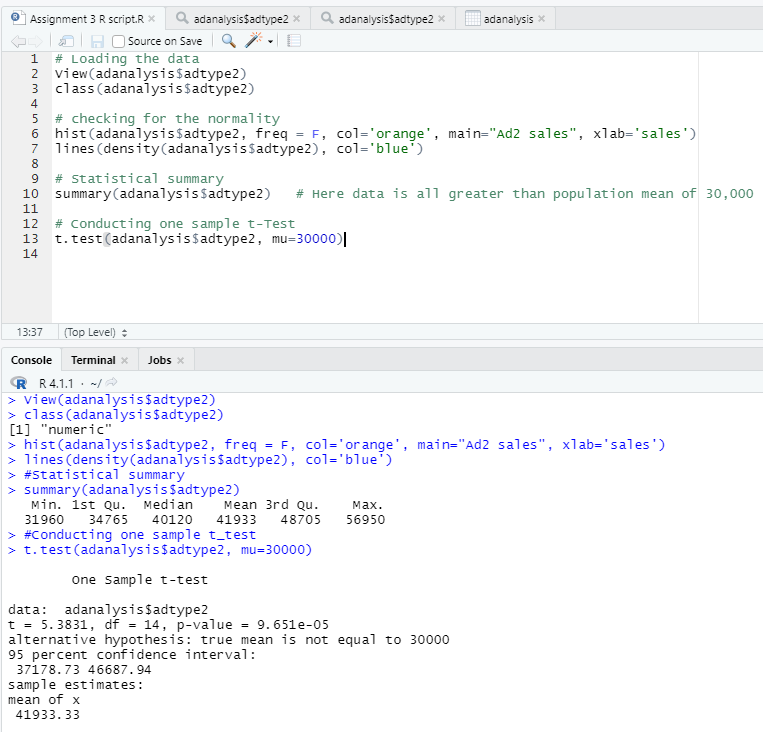 Assignment 3 R script.R × adanalysis$adtype2 × adanalysis$adtype2 × adanalysis ×
Source on Save
1 # Loading the data
2 View(adanalysis$adtype2)
3 class(adanalysis$adtype2)
4
5 # checking for the normality
6 hist(adanalysis$adtype2, freq = F, col='orange', main="Ad2 sales", xlab='sales')
7 lines(density(adanalysis$adtype2), col='blue')
8
9 # Statistical summary
10 summary(adanalysis$adtype2)   # Here data is all greater than population mean of 30,000
11
12 # Conducting one sample t-Test
13 t.test(adanalysis$adtype2, mu=30000)
14
13:37 (Top Level)
Console Terminal × Jobs ×
R R 4.1.1 · ~/
> View(adanalysis$adtype2)
> class(adanalysis$adtype2)
[1] "numeric"
> hist(adanalysis$adtype2, freq = F, col='orange', main="Ad2 sales", xlab='sales')
> lines(density(adanalysis$adtype2), col='blue')
> #Statistical summary
> summary(adanalysis$adtype2)
   Min. 1st Qu.  Median    Mean 3rd Qu.    Max.
  31960   34765   40120   41933   48705   56950
> #Conducting one sample t_test
> t.test(adanalysis$adtype2, mu=30000)
        One Sample t-test
data:  adanalysis$adtype2
t = 5.3831, df = 14, p-value = 9.651e-05
alternative hypothesis: true mean is not equal to 30000
95 percent confidence interval:
 37178.73 46687.94
sample estimates:
mean of x
 41933.33